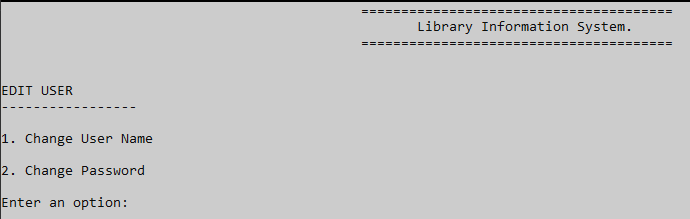 =======================================
Library Information System.
=======================================
EDIT USER
-----------------
1. Change User Name
2. Change Password
Enter an option: